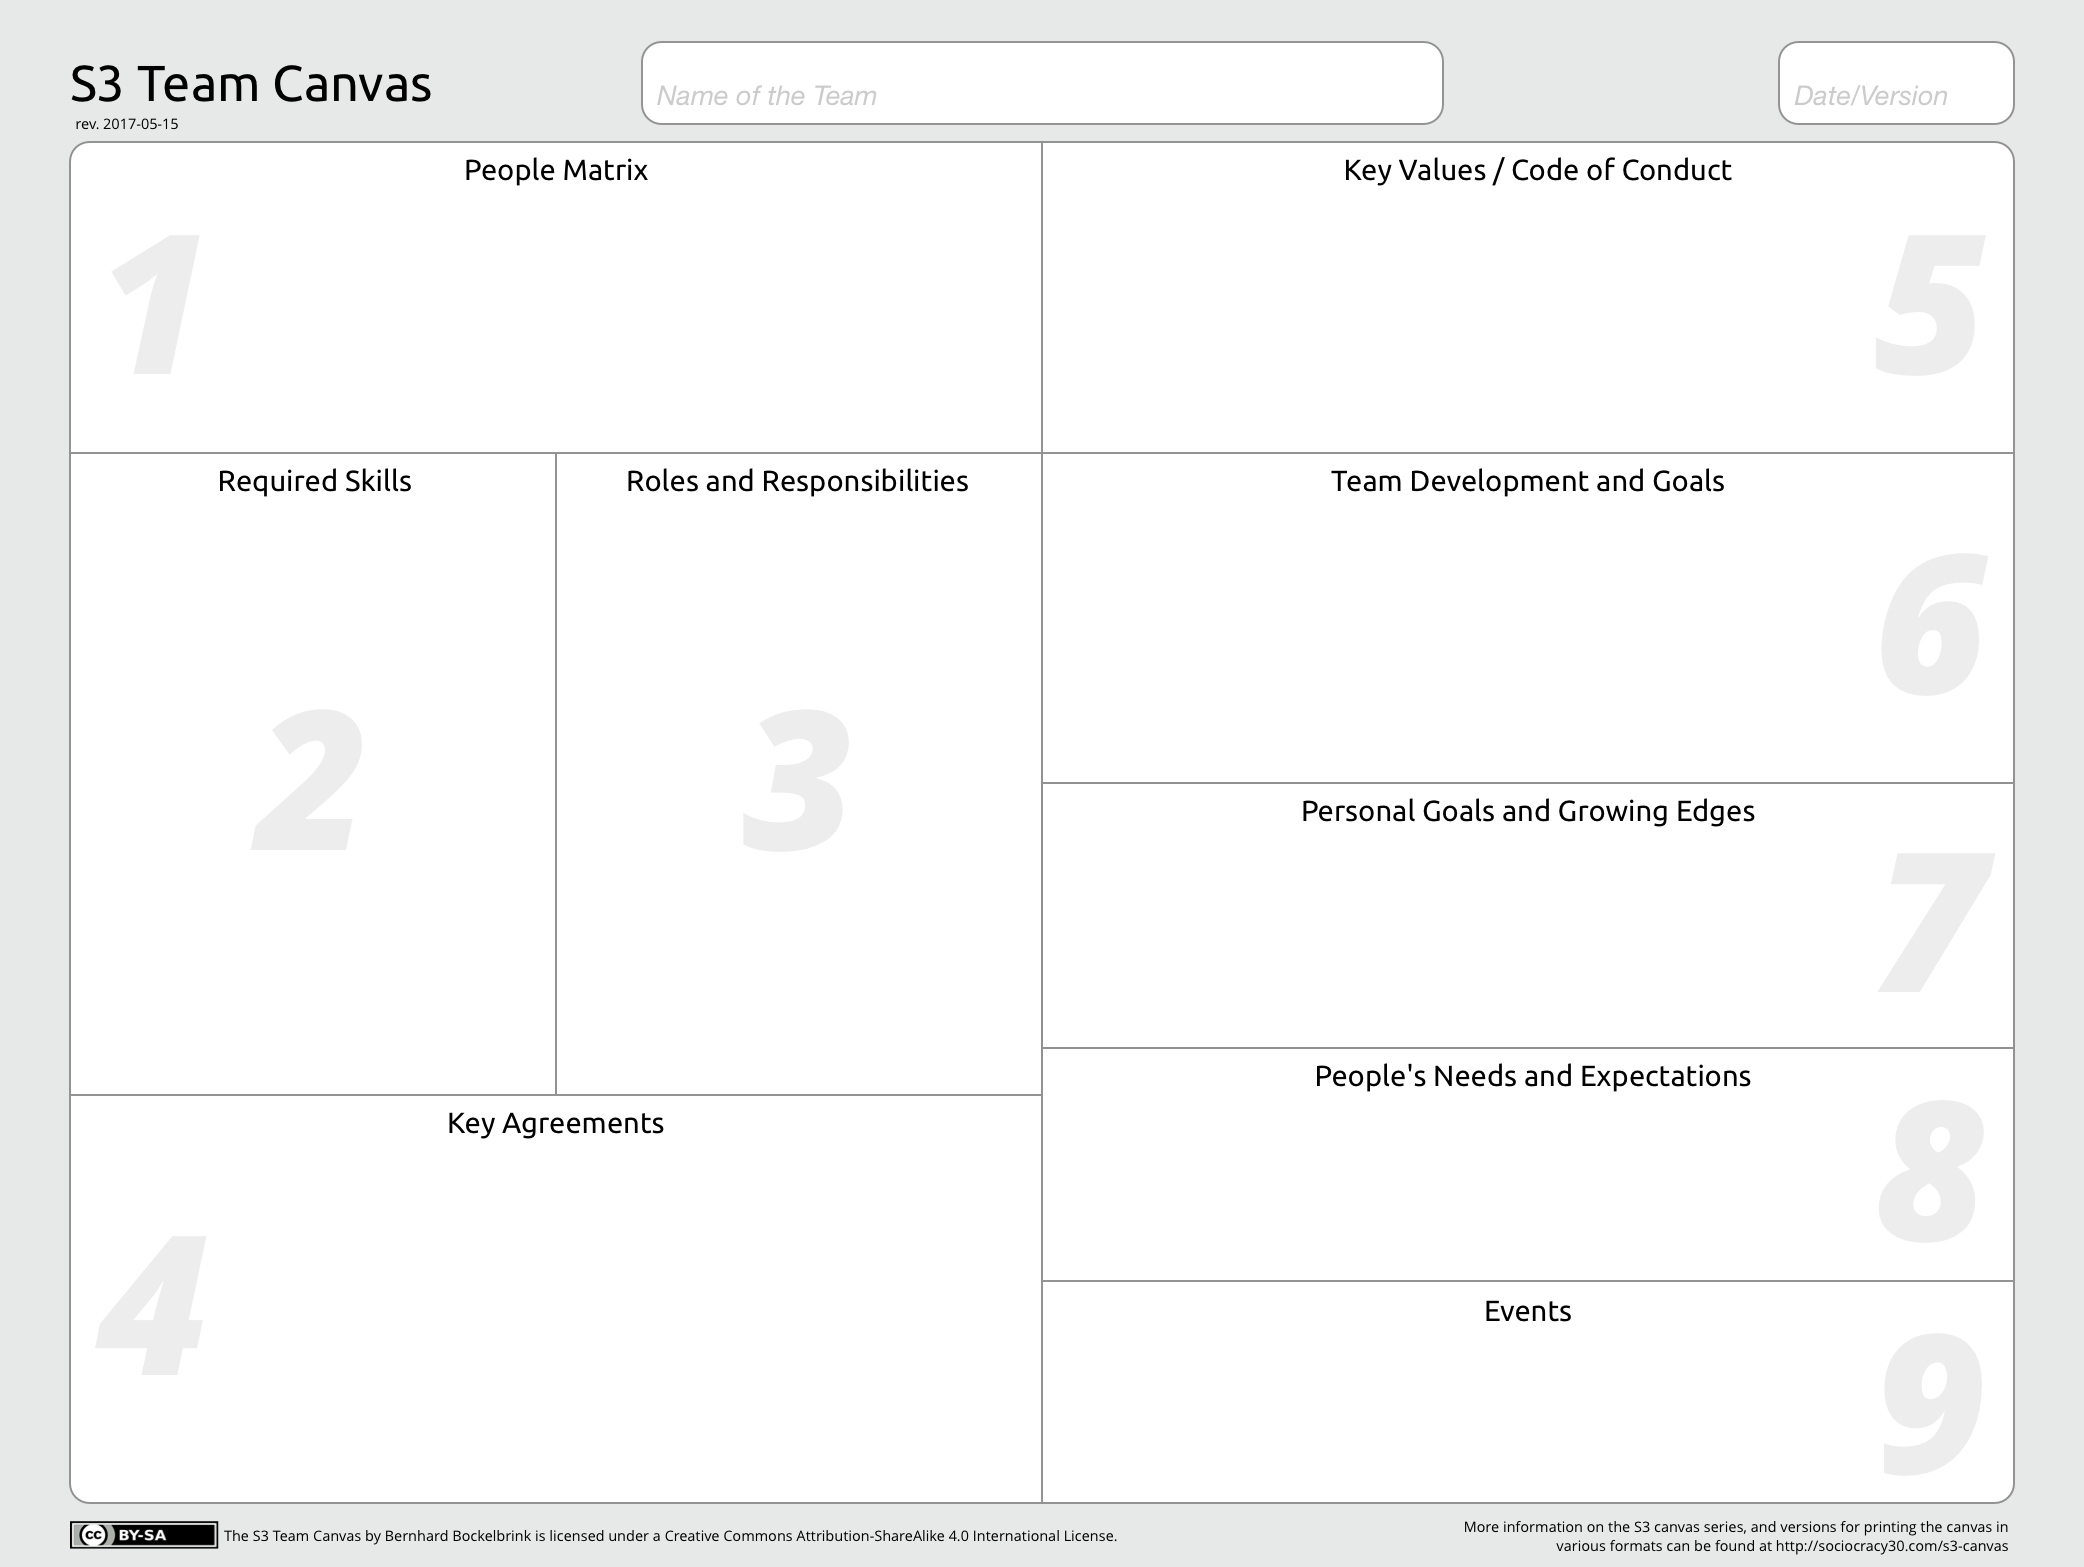 S3 Team Canvas
rev. 2017-05-15
Name of the Team
Date/Version
People Matrix
1
Required Skills
2
Roles and Responsibilities
3
Key Agreements
4
Key Values / Code of Conduct
5
Team Development and Goals
6
Personal Goals and Growing Edges
7
People's Needs and Expectations
8
Events
9
cc BY-SA
The S3 Team Canvas by Bernhard Bockelbrink is licensed under a Creative Commons Attribution-ShareAlike 4.0 International License.
More information on the S3 canvas series, and versions for printing the canvas in
various formats can be found at http://sociocracy30.com/s3-canvas